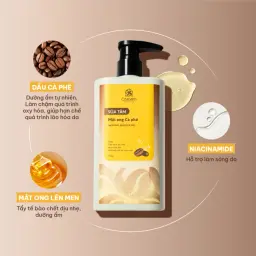 DẦU CÀ PHÊ
Dưỡng ẩm tự nhiên,
Làm chậm quá trình
oxy hóa, giúp hạn chế
quá trình lão hóa da
SỮA TẮM
Mật ong Cà phê
NIACINAMIDE
Hỗ trợ làm sáng da
MẬT ONG LÊN MEN
Tẩy tế bào chết dịu nhẹ,
dưỡng ẩm